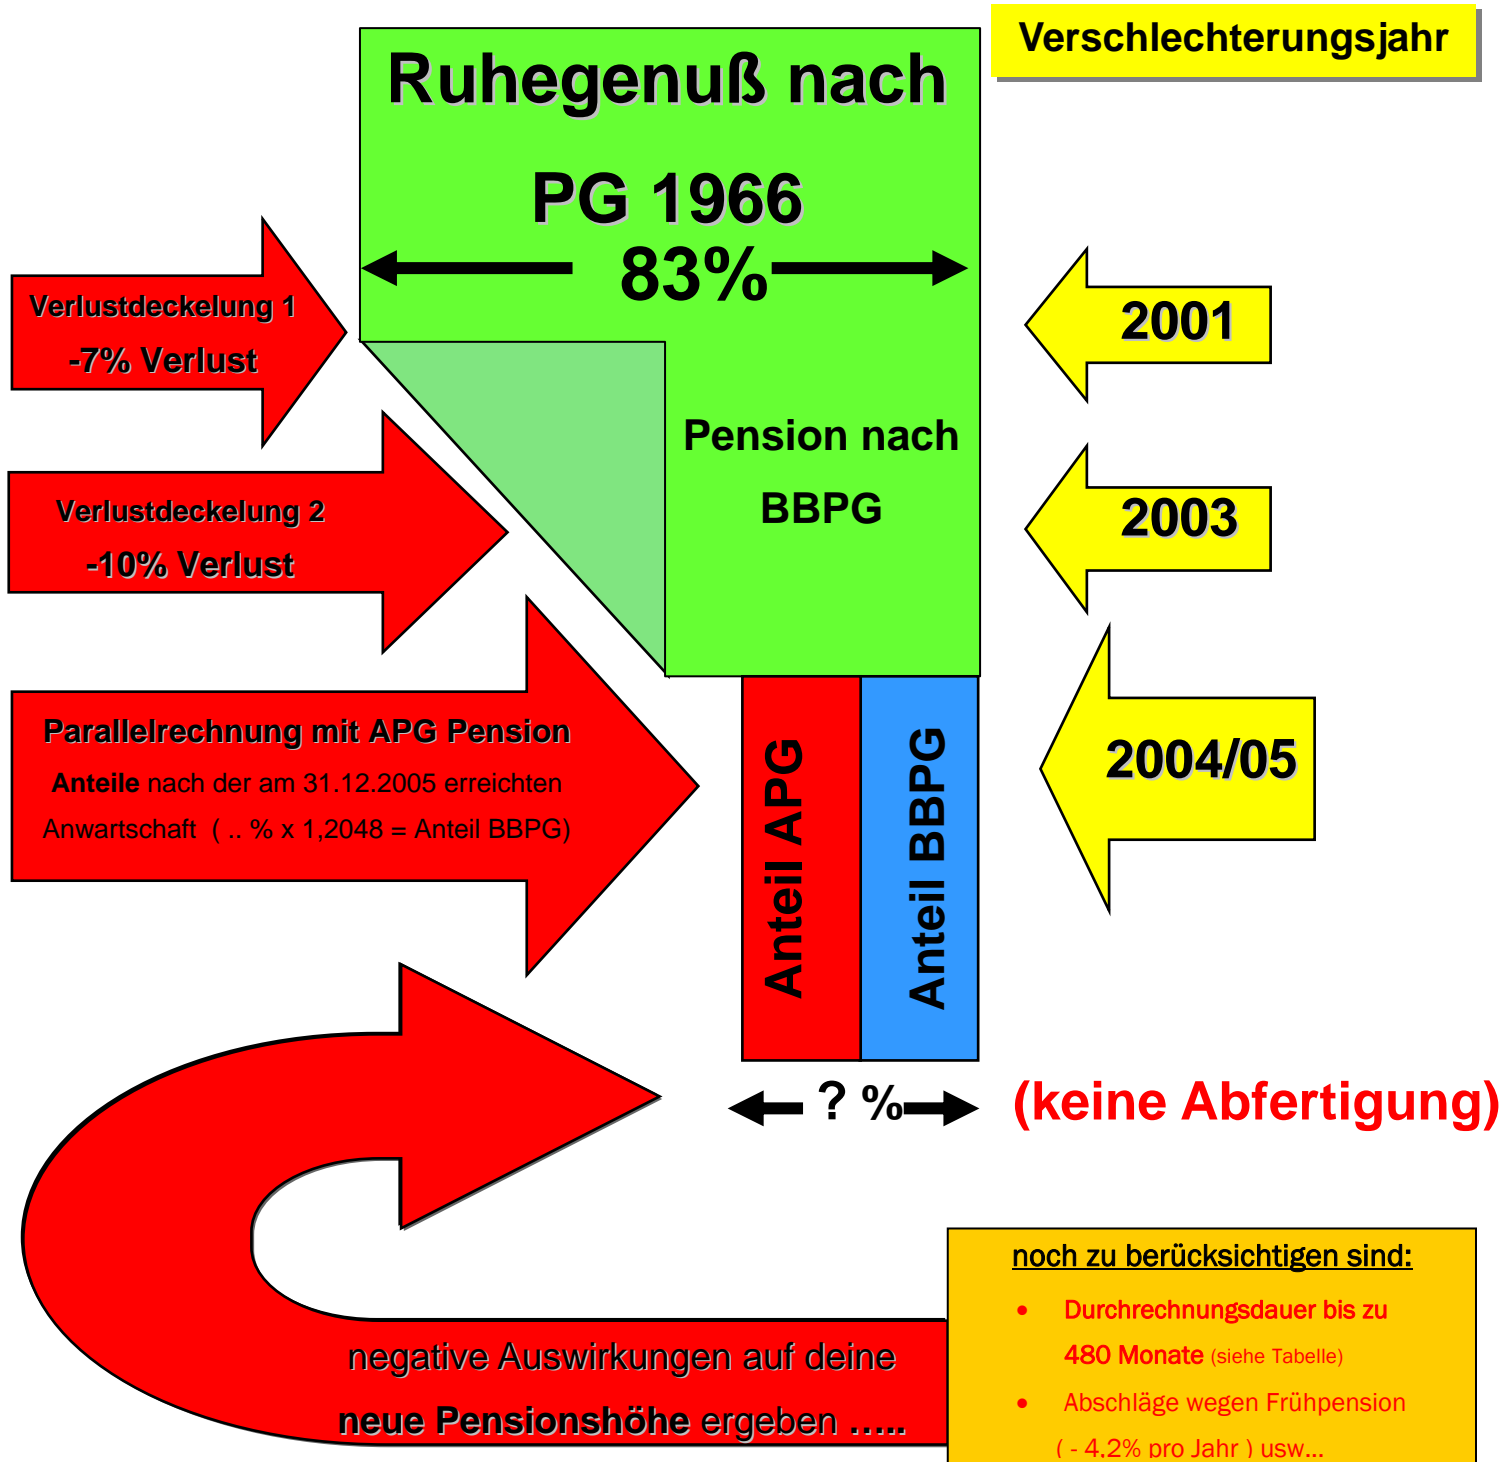 Verschlechterungsjahr
Ruhegenuß nach
PG 1966
83%
Verlustdeckelung 1
-7% Verlust
2001
Pension nach
BBPG
Verlustdeckelung 2
-10% Verlust
2003
Parallelrechnung mit APG Pension
Anteile nach der am 31.12.2005 erreichten
Anwartschaft ( .. % x 1,2048 = Anteil BBPG)
Anteil APG
Anteil BBPG
2004/05
? %
(keine Abfertigung)
negative Auswirkungen auf deine
neue Pensionshöhe ergeben …..
noch zu berücksichtigen sind:
• Durchrechnungsdauer bis zu
480 Monate (siehe Tabelle)
• Abschläge wegen Frühpension
( - 4,2% pro Jahr ) usw...